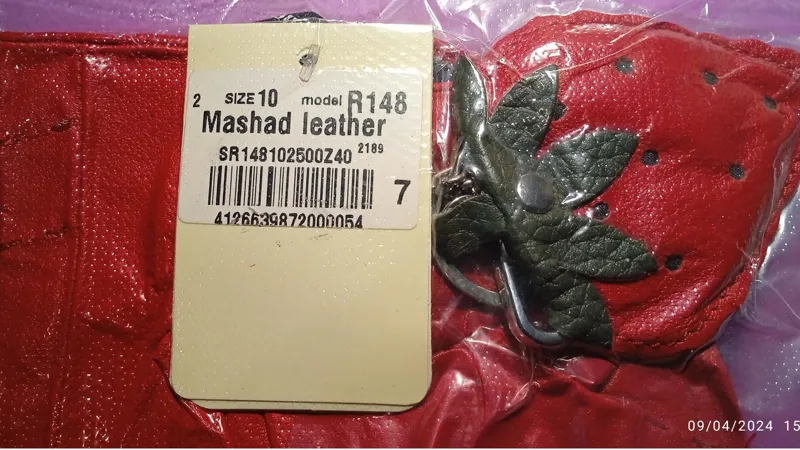 2 SIZE 10 model R148
Mashad leather
SR148102500Z40 2189
7
4126639872000054
09/04/2024 15